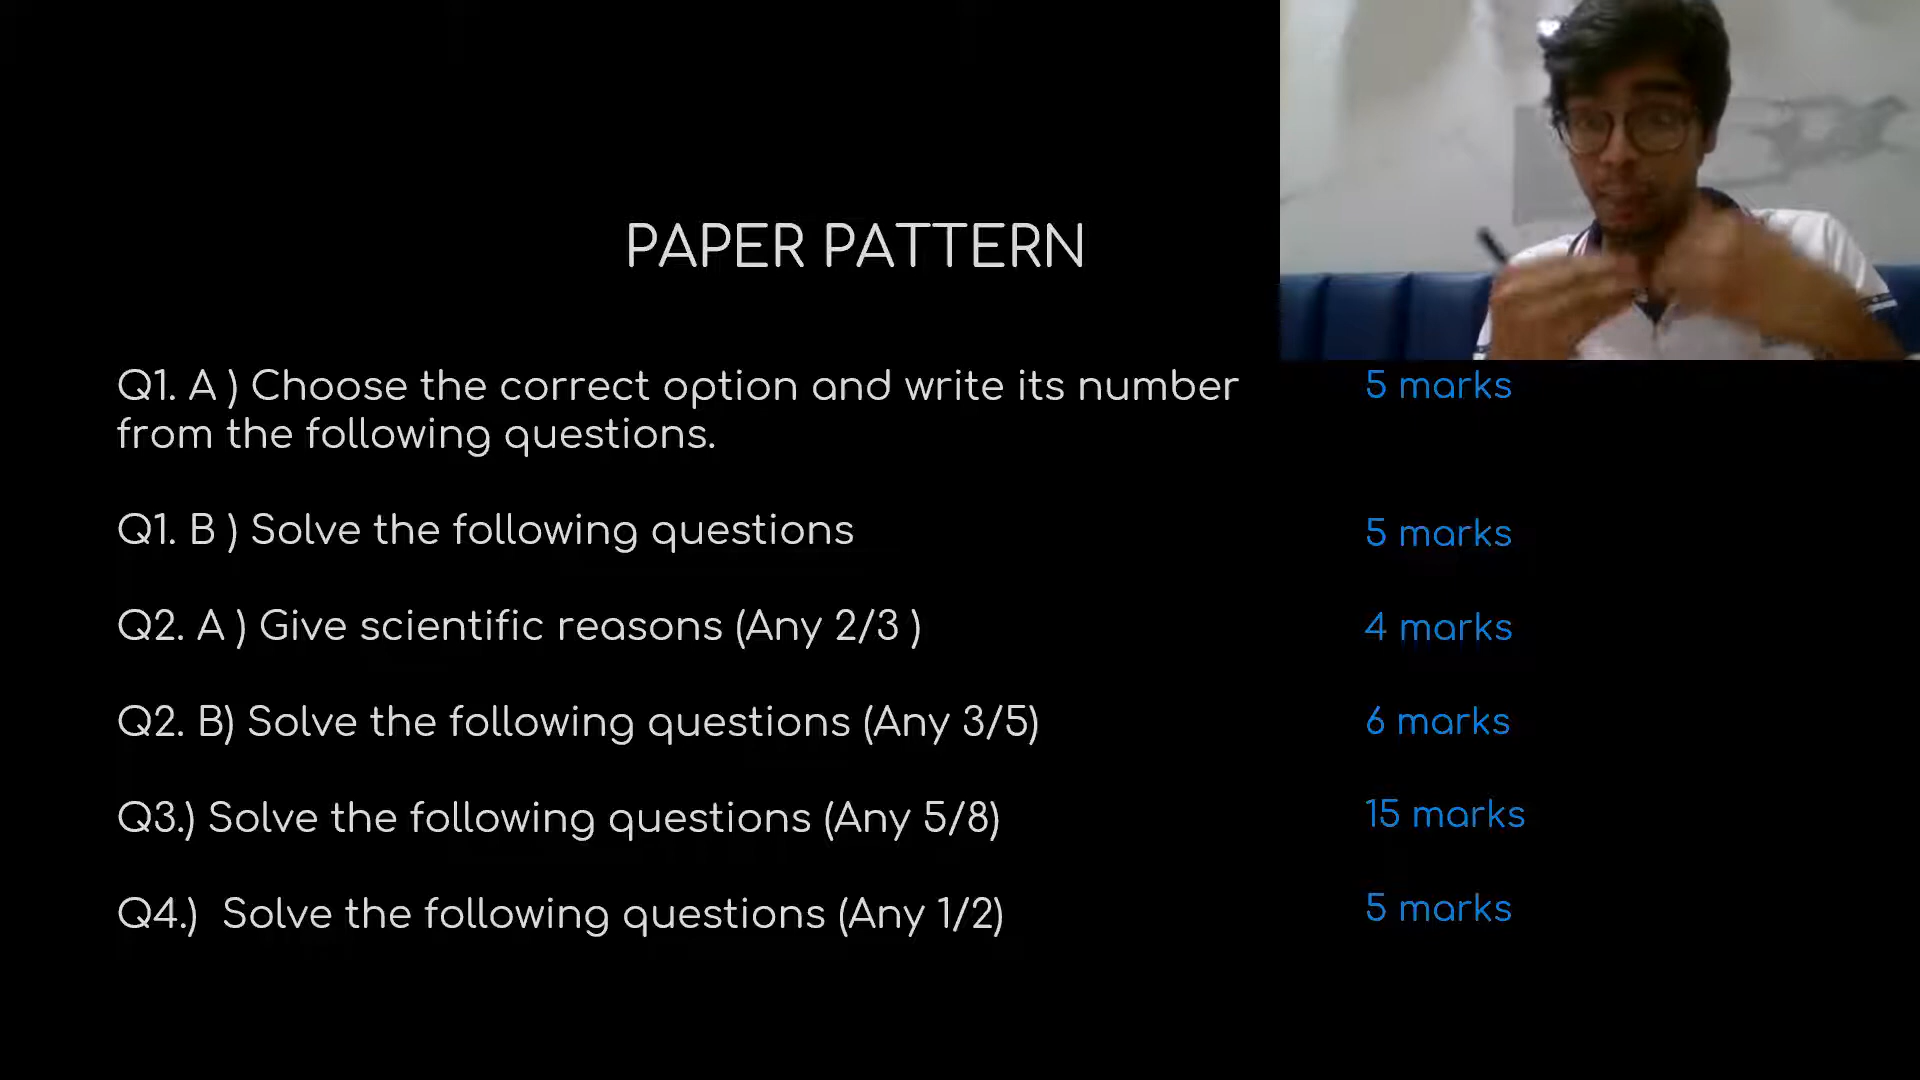 PAPER PATTERN
Q1. A ) Choose the correct option and write its number
from the following questions.
5 marks
Q1. B ) Solve the following questions
5 marks
Q2. A ) Give scientific reasons (Any 2/3 )
4 marks
Q2. B) Solve the following questions (Any 3/5)
6 marks
Q3.) Solve the following questions (Any 5/8)
15 marks
Q4.) Solve the following questions (Any 1/2)
5 marks